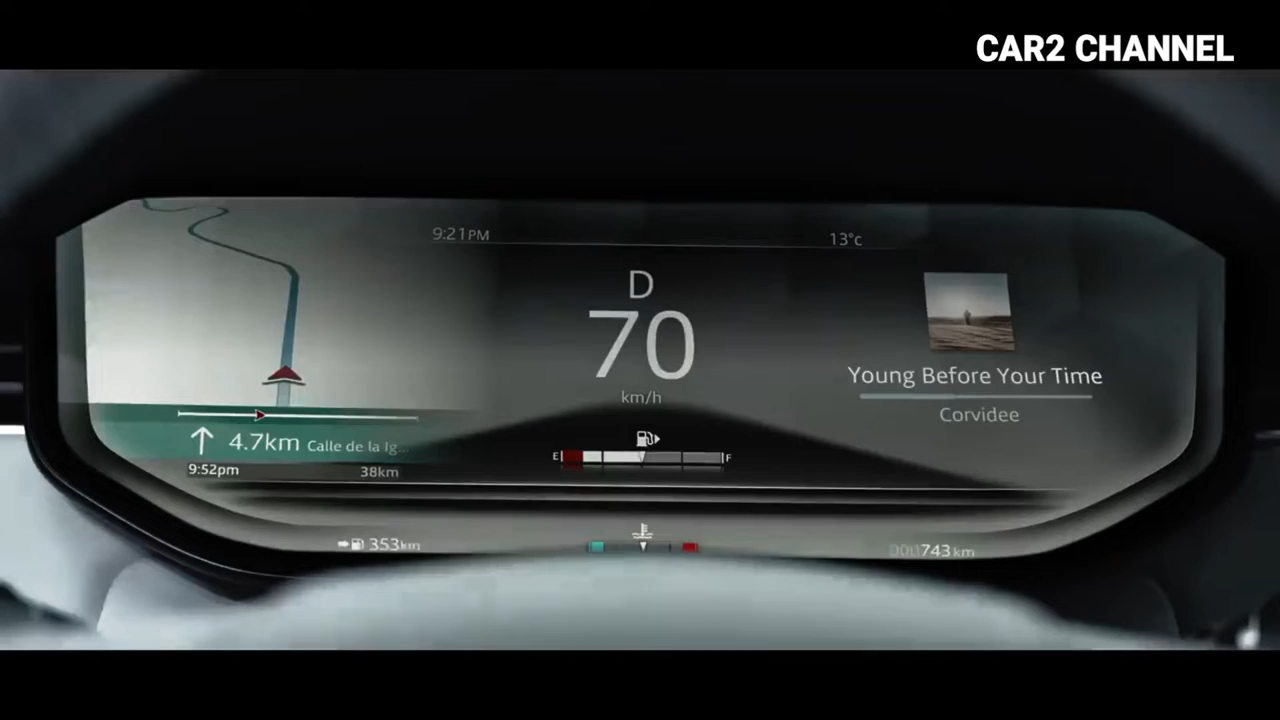 CAR2 CHANNEL
9:21PM
13°c
D
70
km/h
Young Before Your Time
Corvidee
4.7km Calle de la Ig...
9:52pm 38km
E F
353km
000743 km